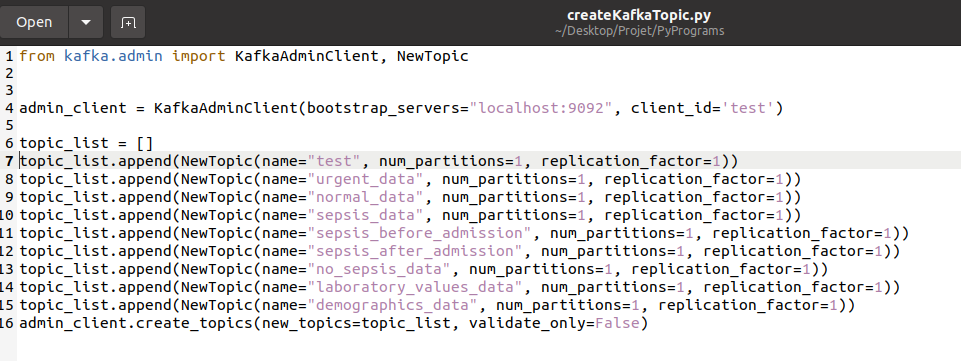 Open
createKafkaTopic.py
~/Desktop/Projet/PyPrograms
1 from kafka.admin import KafkaAdminClient, NewTopic
2
3
4 admin_client = KafkaAdminClient(bootstrap_servers="localhost:9092", client_id='test')
5
6 topic_list = []
7 topic_list.append(NewTopic(name="test", num_partitions=1, replication_factor=1))
8 topic_list.append(NewTopic(name="urgent_data", num_partitions=1, replication_factor=1))
9 topic_list.append(NewTopic(name="normal_data", num_partitions=1, replication_factor=1))
10 topic_list.append(NewTopic(name="sepsis_data", num_partitions=1, replication_factor=1))
11 topic_list.append(NewTopic(name="sepsis_before_admission", num_partitions=1, replication_factor=1))
12 topic_list.append(NewTopic(name="sepsis_after_admission", num_partitions=1, replication_factor=1))
13 topic_list.append(NewTopic(name="no_sepsis_data", num_partitions=1, replication_factor=1))
14 topic_list.append(NewTopic(name="laboratory_values_data", num_partitions=1, replication_factor=1))
15 topic_list.append(NewTopic(name="demographics_data", num_partitions=1, replication_factor=1))
16 admin_client.create_topics(new_topics=topic_list, validate_only=False)